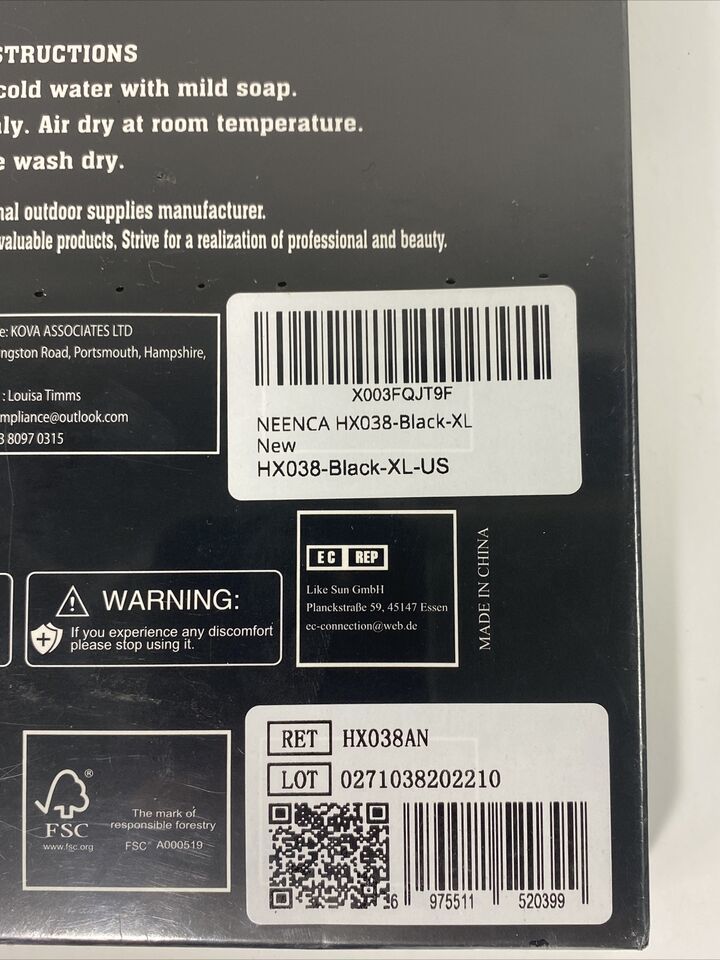 STRUCTIONS
cold water with mild soap.
ly. Air dry at room temperature.
e wash dry.
nal outdoor supplies manufacturer.
valuable products, Strive for a realization of professional and beauty.
e: KOVA ASSOCIATES LTD
ngston Road, Portsmouth, Hampshire,
: Louisa Timms
mpliance@outlook.com
3 8097 0315
X003FQJT9F
NEENCA HX038-Black-XL
New
HX038-Black-XL-US
EC REP
Like Sun GmbH
Planckstraße 59, 45147 Essen
ec-connection@web.de
MADE IN CHINA
WARNING:
If you experience any discomfort
please stop using it.
RET HX038AN
LOT 0271038202210
6 975511 520399
®
FSC
www.fsc.org
The mark of
responsible forestry
FSC® A000519